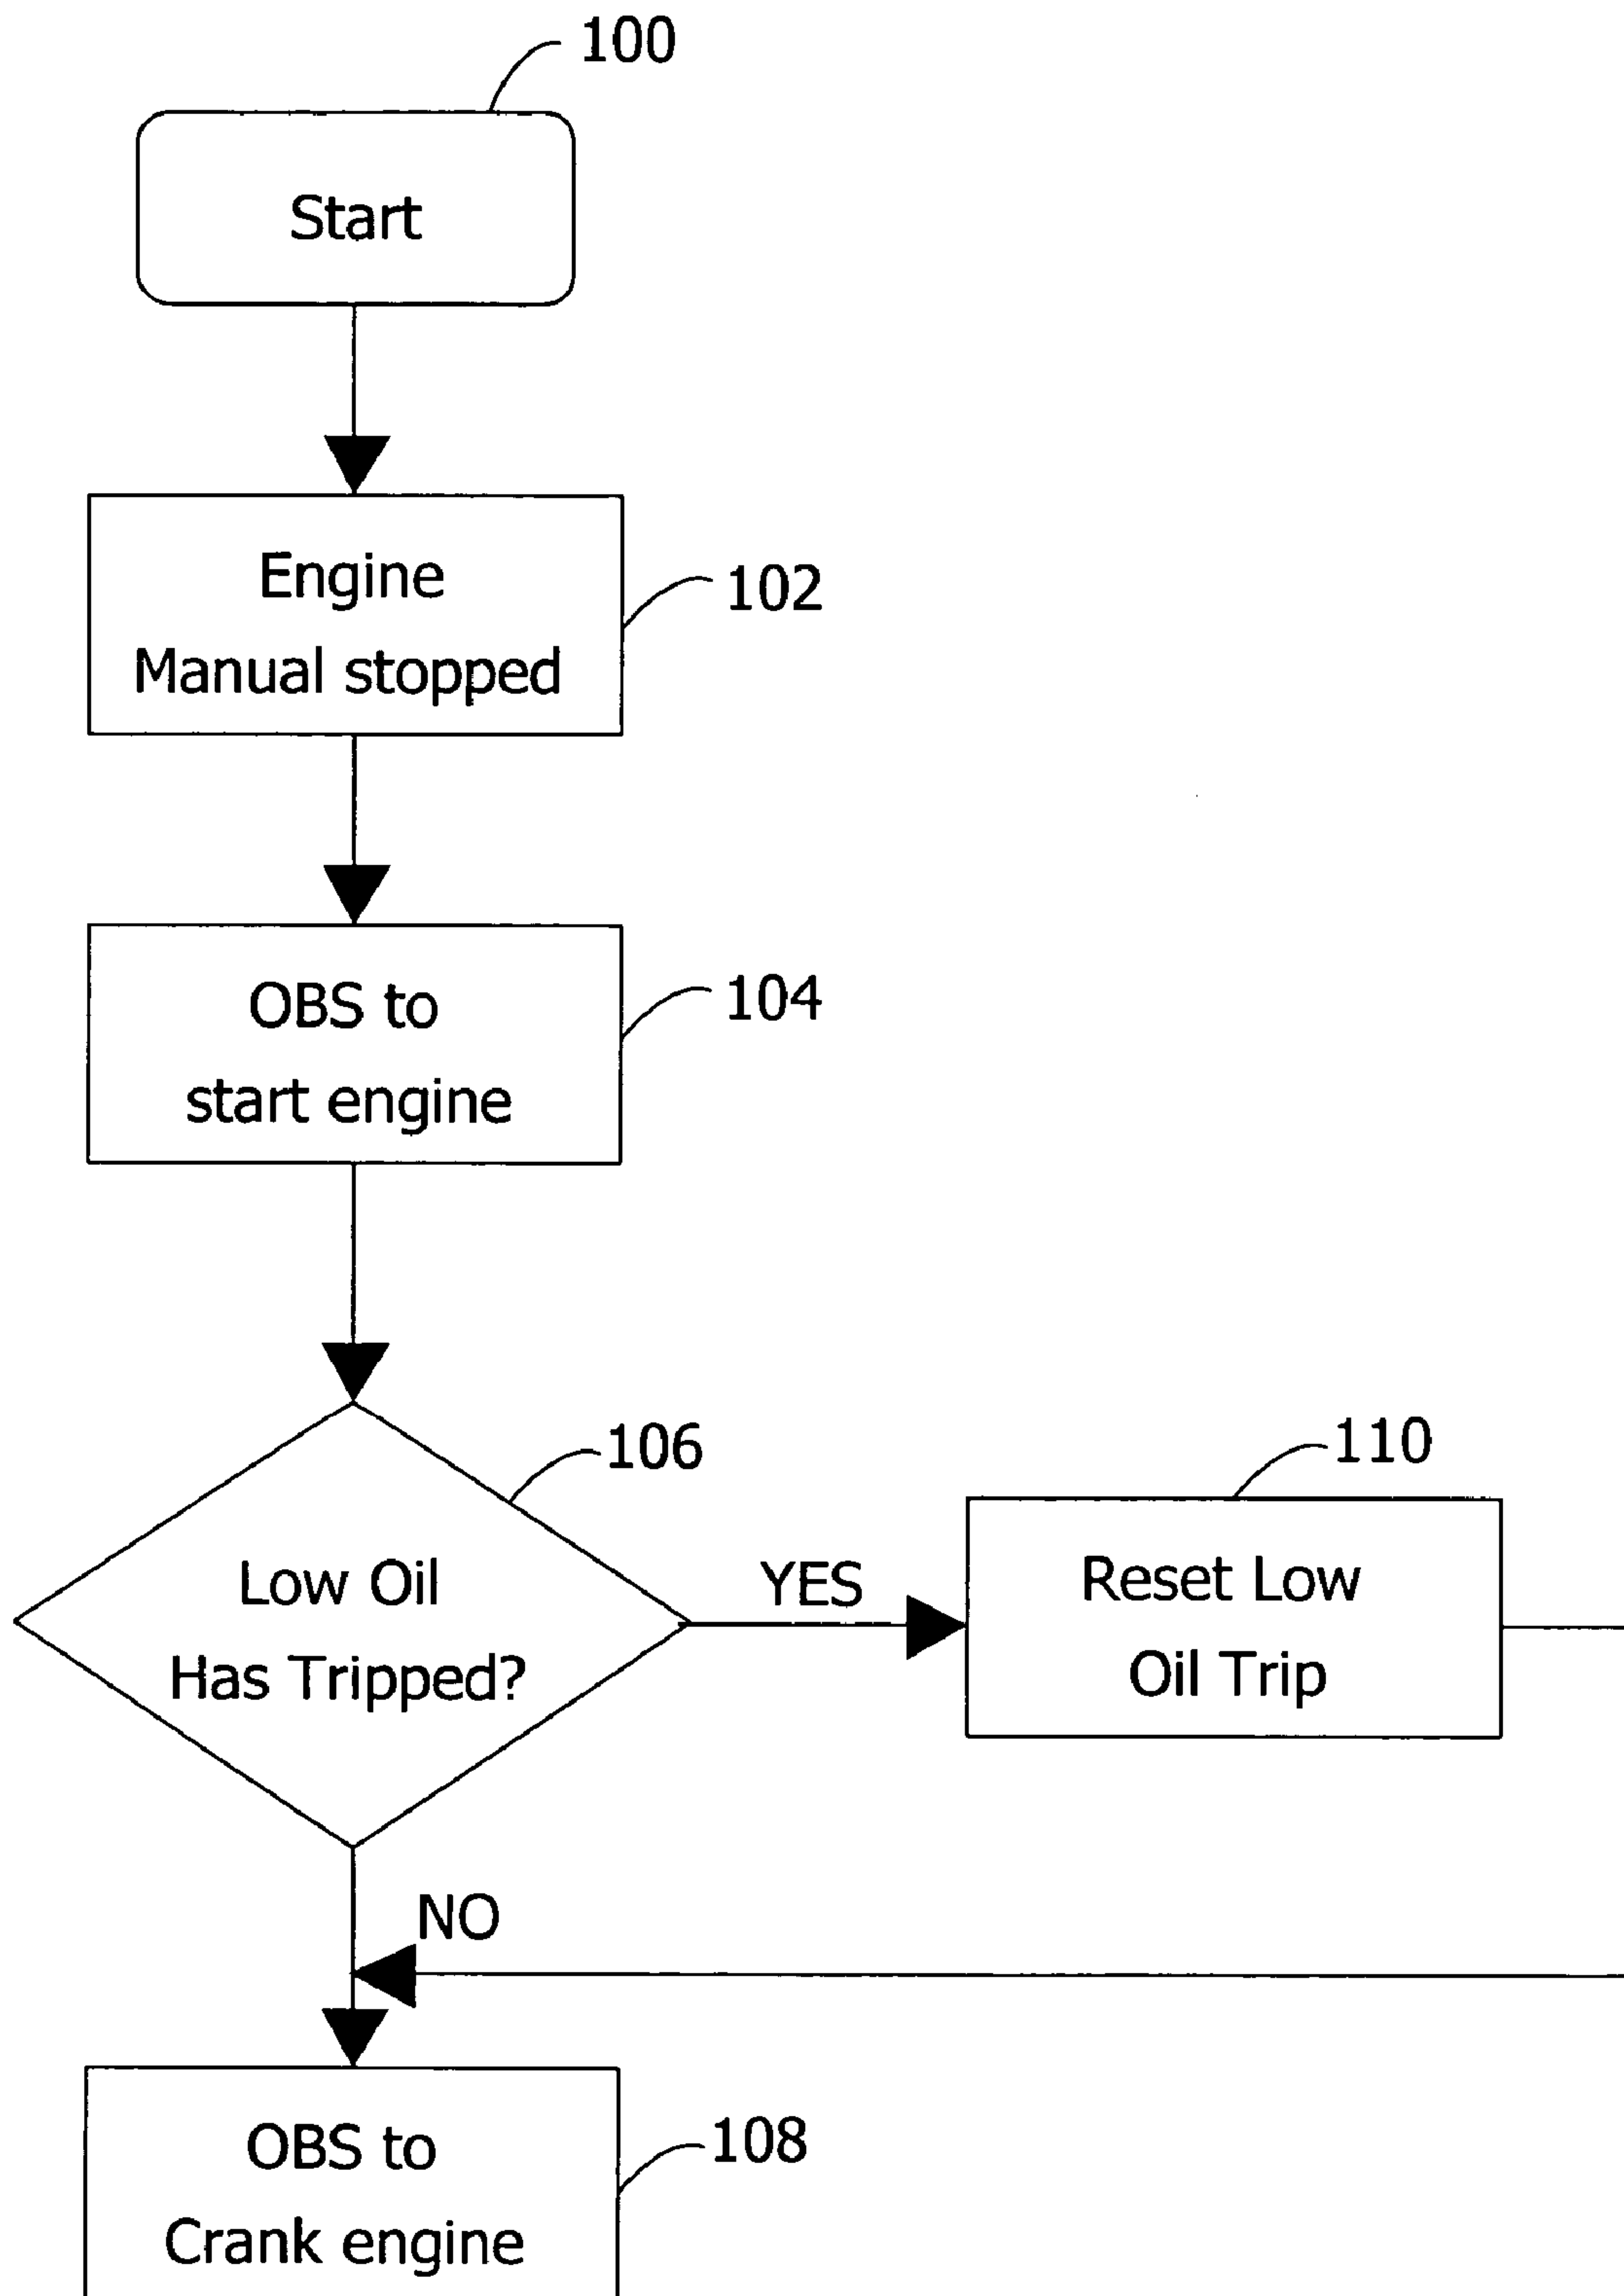 100
Start
Engine
Manual stopped
102
OBS to
start engine
104
106
Low Oil
Has Tripped?
YES
110
Reset Low
Oil Trip
NO
OBS to
Crank engine
108